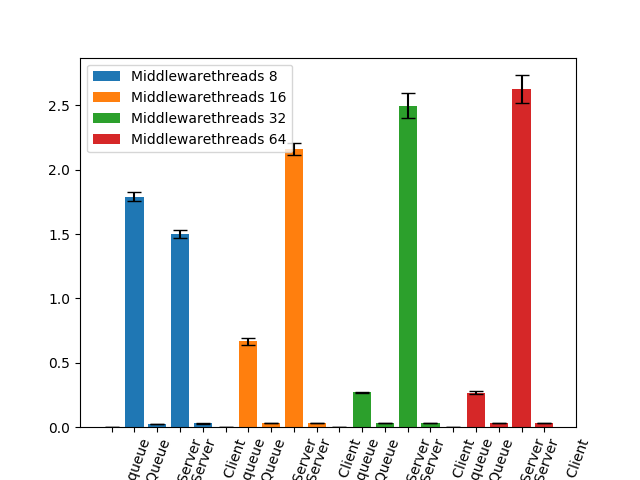 Middlewarethreads 8
Middlewarethreads 16
Middlewarethreads 32
Middlewarethreads 64
2.5
2.0
1.5
1.0
0.5
0.0
queue
Queue
Server
Server
Client
queue
Queue
Server
Server
Client
queue
Queue
Server
Server
Client
queue
Queue
Server
Server
Client